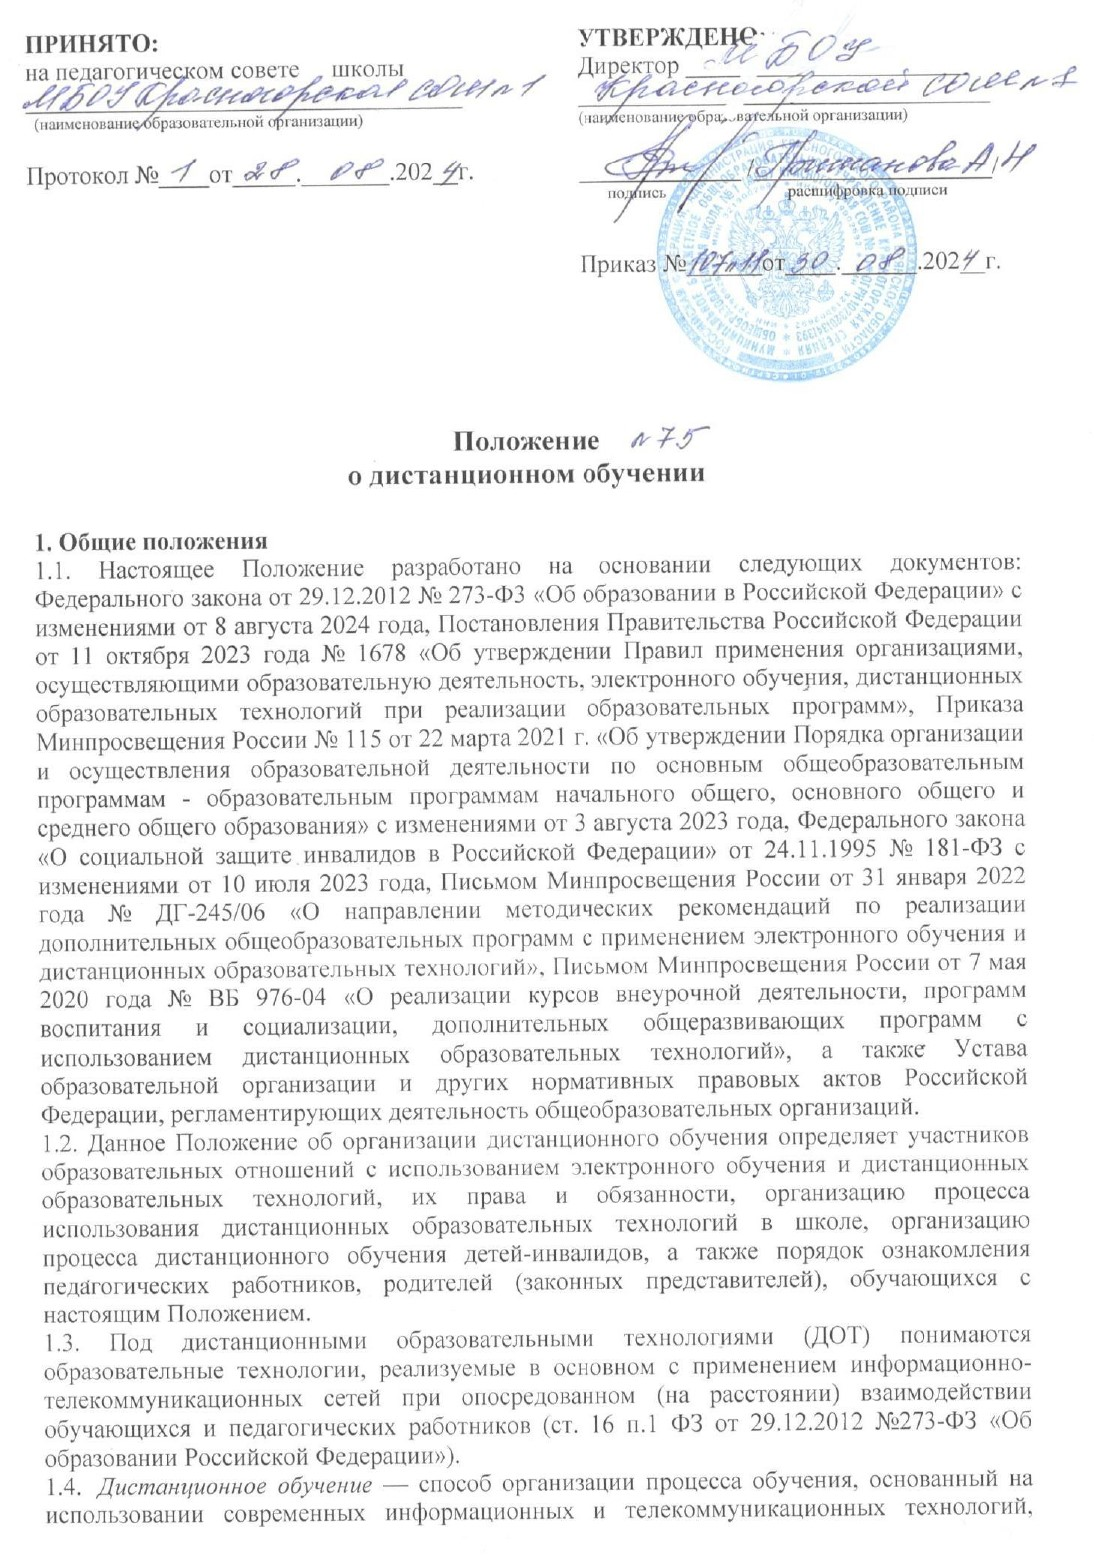 ПРИНЯТО:
на педагогическом совете школы
МБОУ Красногорская сош №1
(наименование образовательной организации)
Протокол № 1 от 28. 08 .2024г.
УТВЕРЖДЕНО
Директор МБОУ
Красногорской сош №1
(наименование образовательной организации)
/ Прищанова А.Н
подпись расшифровка подписи
Приказ № от 30. 08 .2024 г.
Положение №75
о дистанционном обучении
1. Общие положения
1.1. Настоящее Положение разработано на основании следующих документов:
Федерального закона от 29.12.2012 № 273-ФЗ «Об образовании в Российской Федерации» с
изменениями от 8 августа 2024 года, Постановления Правительства Российской Федерации
от 11 октября 2023 года № 1678 «Об утверждении Правил применения организациями,
осуществляющими образовательную деятельность, электронного обучения, дистанционных
образовательных технологий при реализации образовательных программ», Приказа
Минпросвещения России № 115 от 22 марта 2021 г. «Об утверждении Порядка организации
и осуществления образовательной деятельности по основным общеобразовательным
программам - образовательным программам начального общего, основного общего и
среднего общего образования» с изменениями от 3 августа 2023 года, Федерального закона
«О социальной защите инвалидов в Российской Федерации» от 24.11.1995 № 181-ФЗ с
изменениями от 10 июля 2023 года, Письмом Минпросвещения России от 31 января 2022
года № ДГ-245/06 «О направлении методических рекомендаций по реализации
дополнительных общеобразовательных программ с применением электронного обучения и
дистанционных образовательных технологий», Письмом Минпросвещения России от 7 мая
2020 года № ВБ 976-04 «О реализации курсов внеурочной деятельности, программ
воспитания и социализации, дополнительных общеразвивающих программ с
использованием дистанционных образовательных технологий», а также Устава
образовательной организации и других нормативных правовых актов Российской
Федерации, регламентирующих деятельность общеобразовательных организаций.
1.2. Данное Положение об организации дистанционного обучения определяет участников
образовательных отношений с использованием электронного обучения и дистанционных
образовательных технологий, их права и обязанности, организацию процесса
использования дистанционных образовательных технологий в школе, организацию
процесса дистанционного обучения детей-инвалидов, а также порядок ознакомления
педагогических работников, родителей (законных представителей), обучающихся с
настоящим Положением.
1.3. Под дистанционными образовательными технологиями (ДОТ) понимаются
образовательные технологии, реализуемые в основном с применением информационно-
телекоммуникационных сетей при опосредованном (на расстоянии) взаимодействии
обучающихся и педагогических работников (ст. 16 п.1 ФЗ от 29.12.2012 №273-ФЗ «Об
образовании Российской Федерации»).
1.4. Дистанционное обучение — способ организации процесса обучения, основанный на
использовании современных информационных и телекоммуникационных технологий,